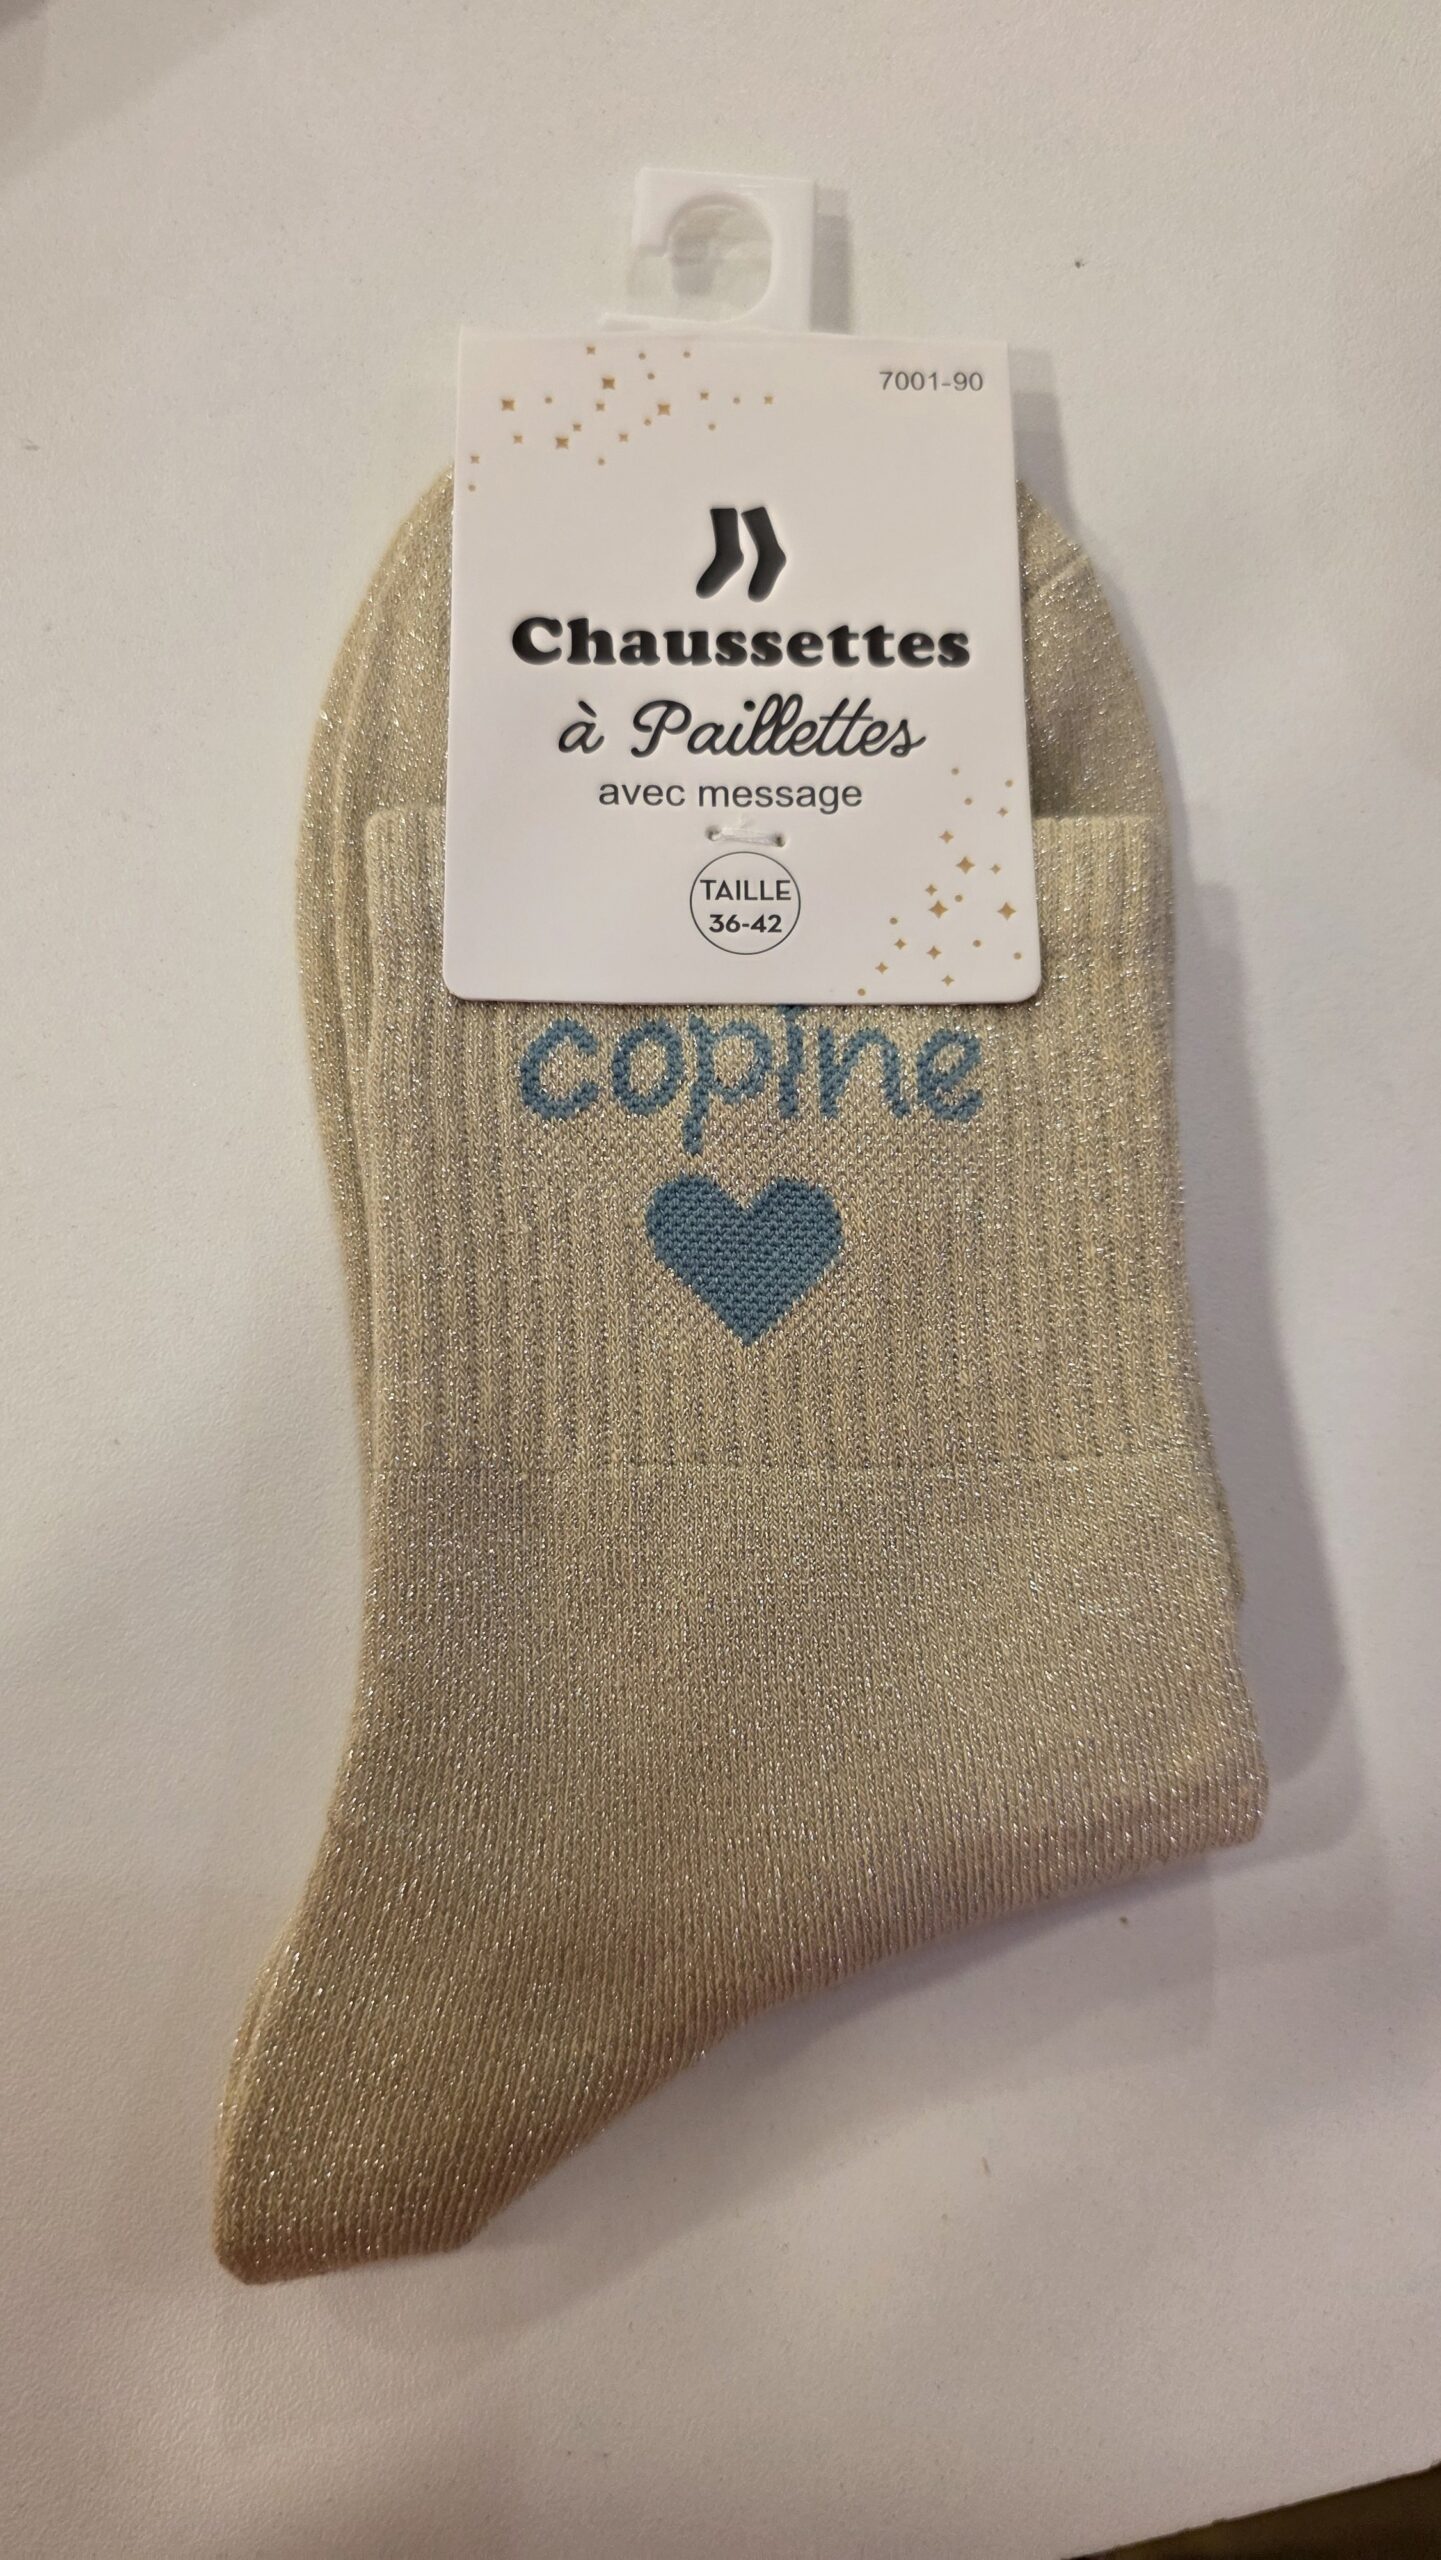 7001-90
Chaussettes
à Paillettes
avec message
TAILLE
36-42
copine